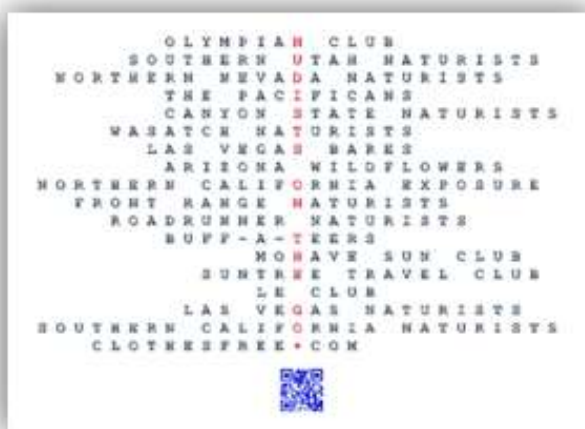 OLYMPIAN CLUB
SOUTHERN UTAH NATURISTS
NORTHERN NEVADA NATURISTS
THE PACIFICANS
CANYON STATE NATURISTS
WASATCH NATURISTS
LAS VEGAS BARES
ARIZONA WILDFLOWERS
NORTHERN CALIFORNIA EXPOSURE
FRONT RANGE NATURISTS
ROADRUNNER NATURISTS
BUFF-A-TEERS
MOHAVE SUN CLUB
SUNTREE TRAVEL CLUB
LE CLUB
LAS VEGAS NATURISTS
SOUTHERN CALIFORNIA NATURISTS
CLOTHESFREE•COM